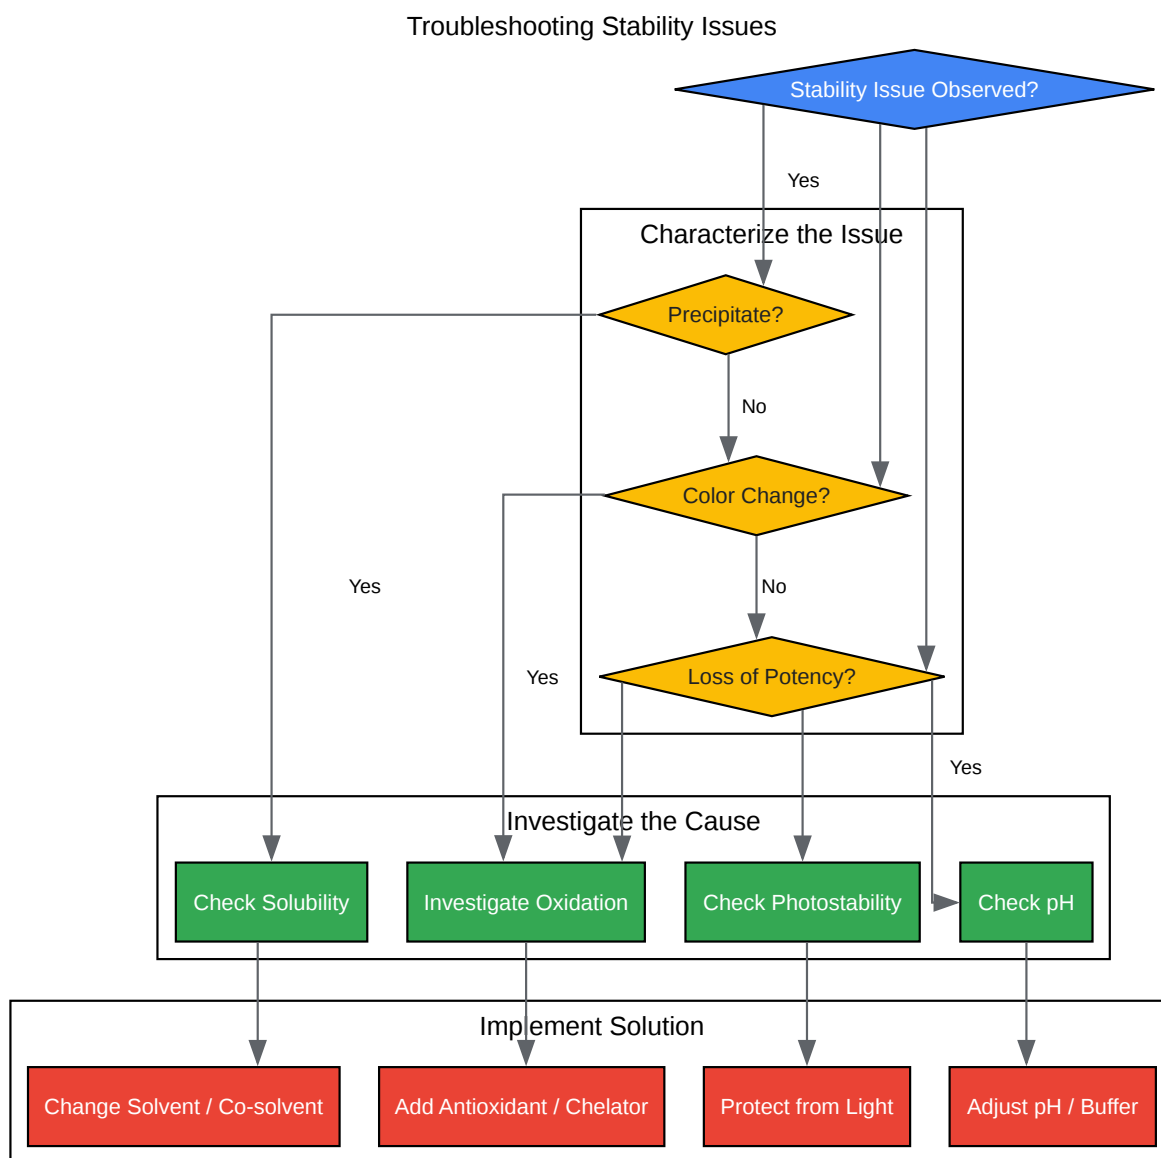 Troubleshooting Stability Issues
Stability Issue Observed?
Yes
Characterize the Issue
Precipitate?
No
Color Change?
Yes
No
Yes
Loss of Potency?
Yes
Investigate the Cause
Check Solubility
Investigate Oxidation
Check Photostability
Check pH
Implement Solution
Change Solvent / Co-solvent
Add Antioxidant / Chelator
Protect from Light
Adjust pH / Buffer